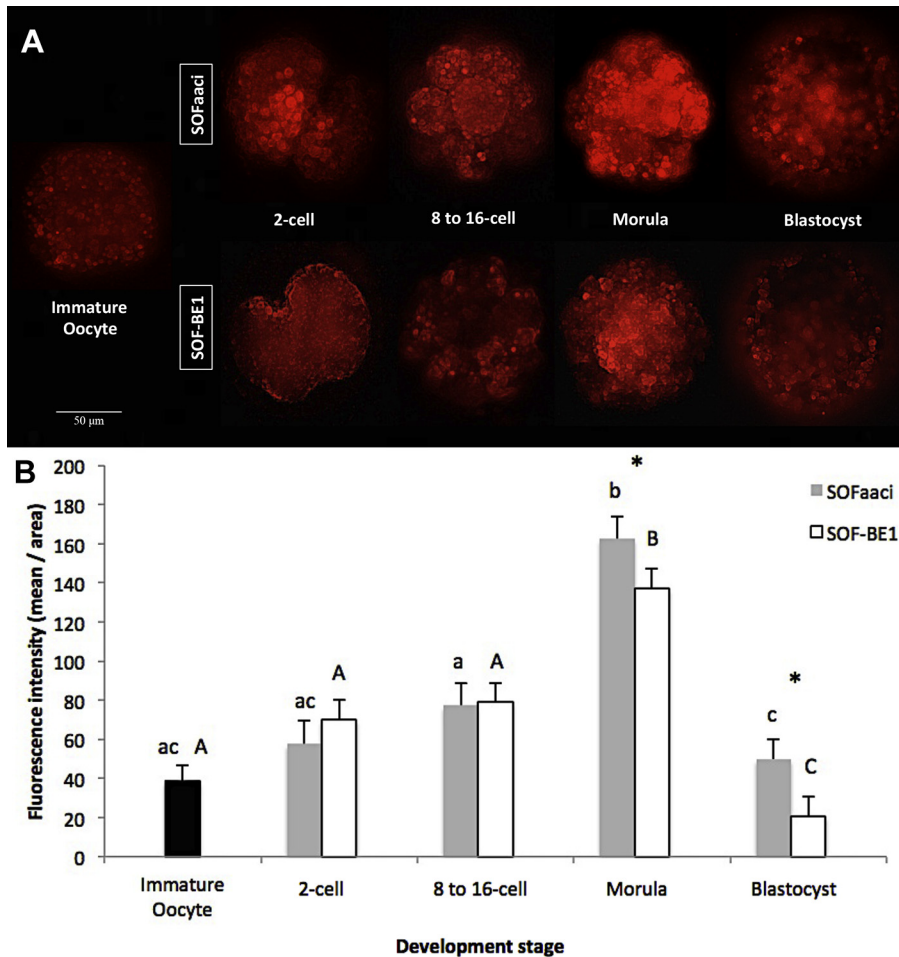 A
SOFaaci
2-cell
8 to 16-cell
Morula
Blastocyst
Immature
Oocyte
SOF-BE1
50 µm
B
Fluorescence intensity (mean / area)
200
180
160
140
120
100
80
60
40
20
0
ac A
ac
A
a
A
b
*
B
c
*
C
SOFaaci
SOF-BE1
Immature
Oocyte
2-cell
8 to 16-cell
Morula
Blastocyst
Development stage